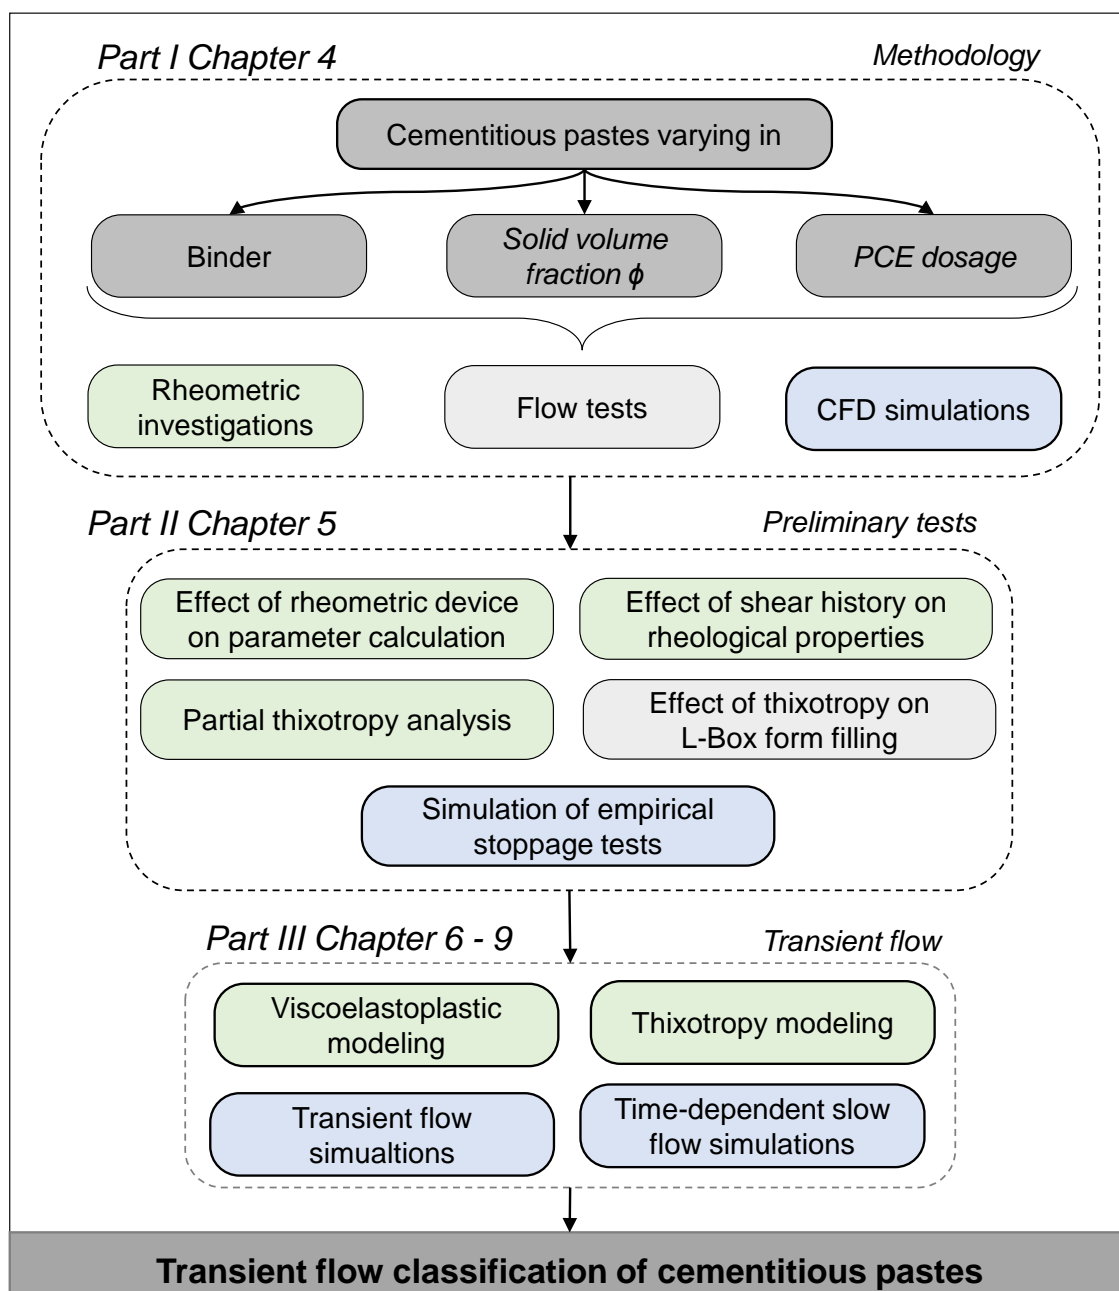 Part I Chapter 4
Methodology
Cementitious pastes varying in
Binder
Solid volume
fraction ϕ
PCE dosage
Rheometric
investigations
Flow tests
CFD simulations
Part II Chapter 5
Preliminary tests
Effect of rheometric device
on parameter calculation
Effect of shear history on
rheological properties
Partial thixotropy analysis
Effect of thixotropy on
L-Box form filling
Simulation of empirical
stoppage tests
Part III Chapter 6 - 9
Transient flow
Viscoelastoplastic
modeling
Thixotropy modeling
Transient flow
simualtions
Time-dependent slow
flow simulations
Transient flow classification of cementitious pastes